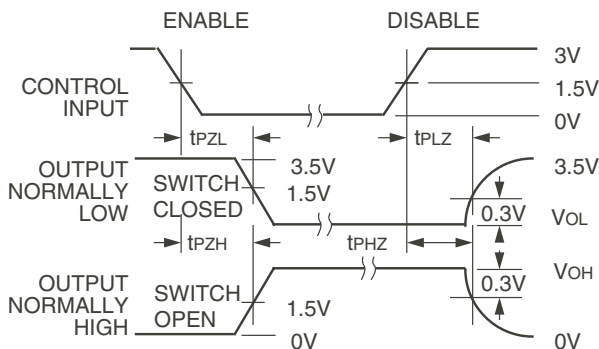 ENABLE DISABLE
3V
CONTROL
INPUT
1.5V
0V
tPZL tPLZ
OUTPUT
NORMALLY
LOW
SWITCH
CLOSED
3.5V
1.5V
3.5V
0.3V
VOL
tPZH tPHZ
OUTPUT
NORMALLY
HIGH
SWITCH
OPEN
1.5V
0V
VOH
0.3V
0V